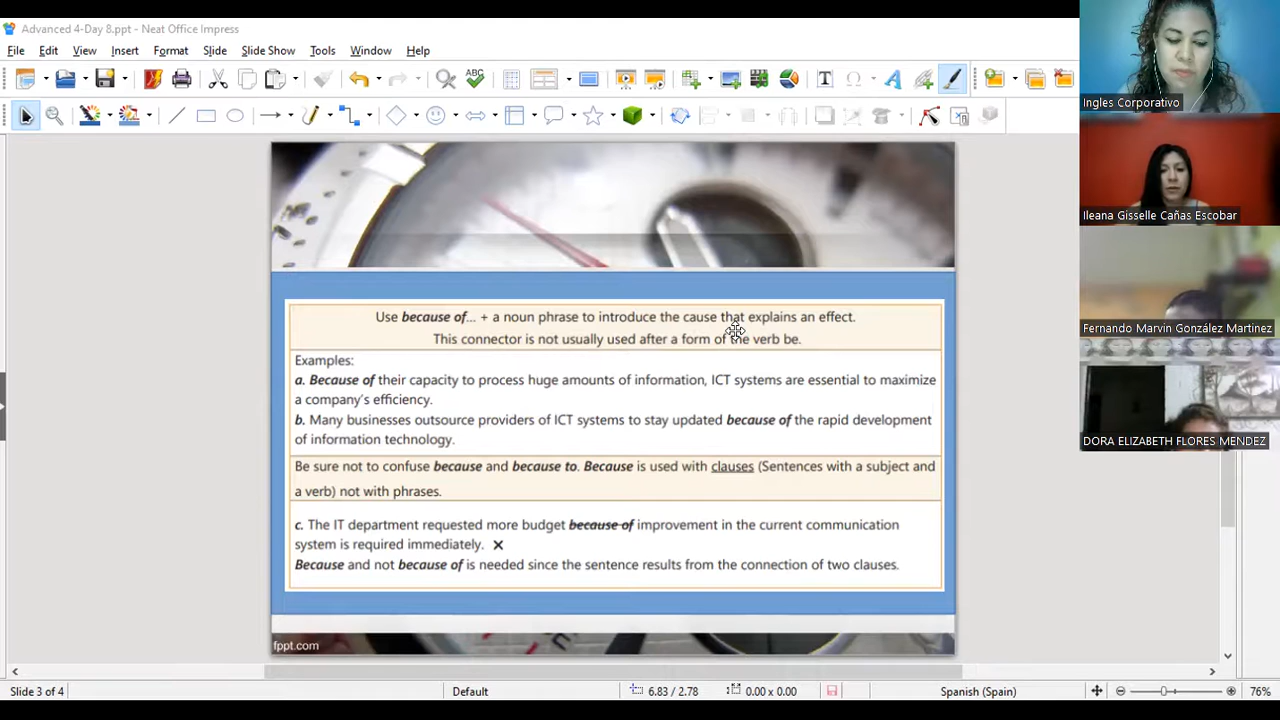 Advanced 4-Day 8.ppt - Neat Office Impress
File Edit View Insert Format Slide Slide Show Tools Window Help
Use because of... + a noun phrase to introduce the cause that explains an effect.
This connector is not usually used after a form of the verb be.
Examples:
a. Because of their capacity to process huge amounts of information, ICT systems are essential to maximize
a company's efficiency.
b. Many businesses outsource providers of ICT systems to stay updated because of the rapid development
of information technology.
Be sure not to confuse because and because to. Because is used with clauses (Sentences with a subject and
a verb) not with phrases.
c. The IT department requested more budget because of improvement in the current communication
system is required immediately. ✕
Because and not because of is needed since the sentence results from the connection of two clauses.
fppt.com
Slide 3 of 4
Default
6.83 / 2.78
0.00 x 0.00
Spanish (Spain)
76%
Ingles Corporativo
Ileana Gisselle Cañas Escobar
Fernando Marvin González Martinez
DORA ELIZABETH FLORES MENDEZ